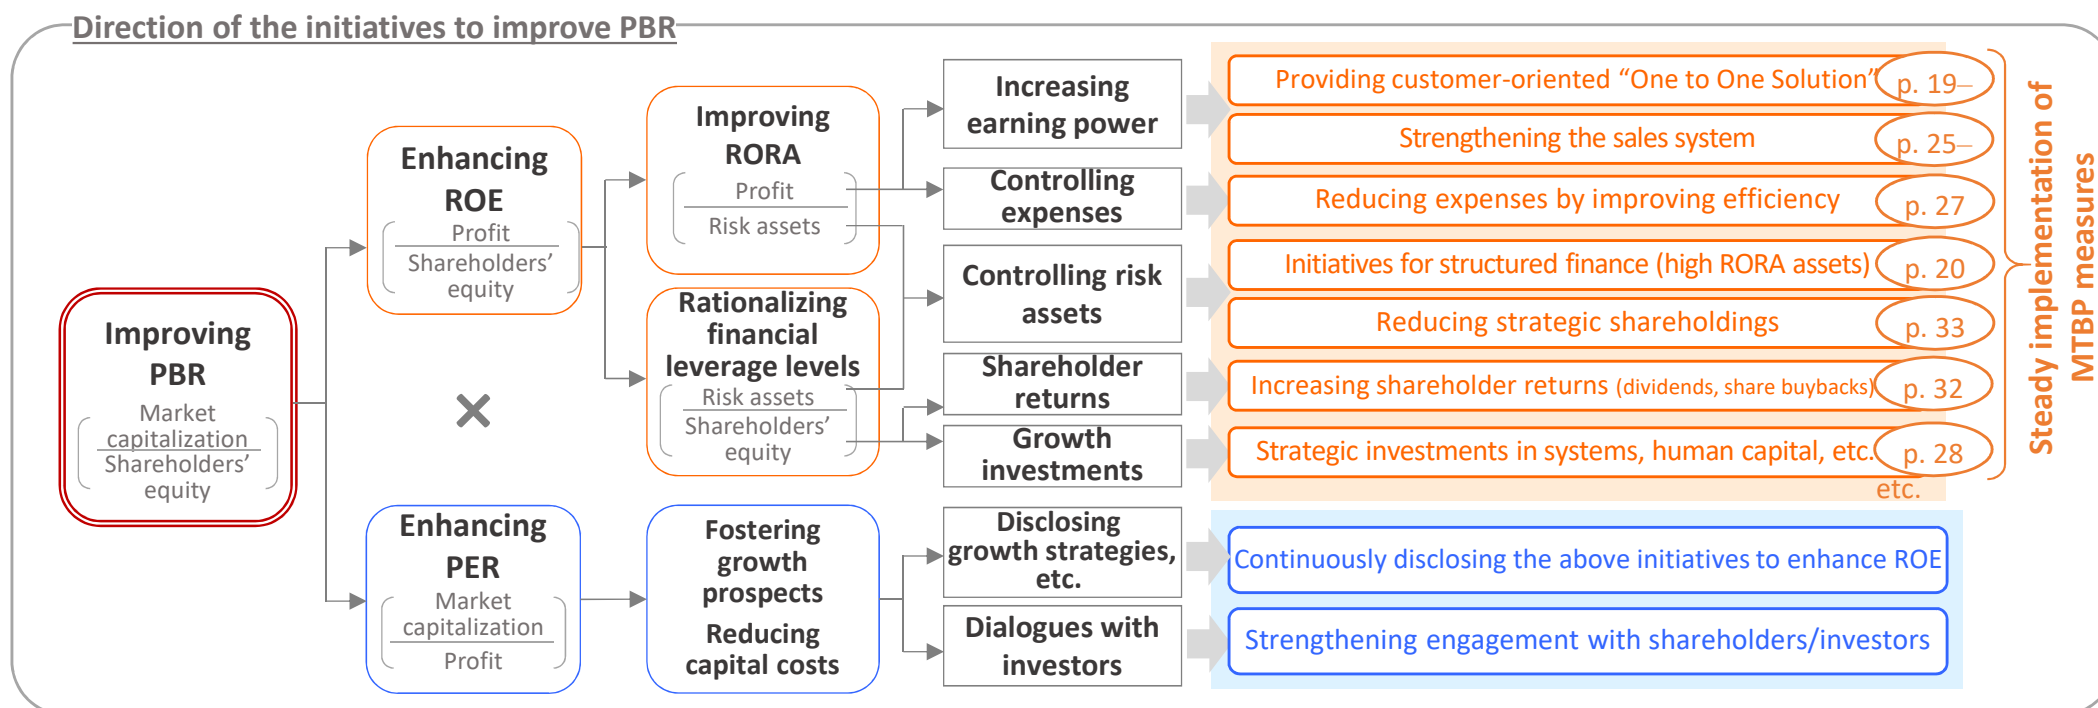 Direction of the initiatives to improve PBR
Improving
PBR
Market
capitalization
Shareholders’
equity
Enhancing
ROE
Profit
Shareholders’
equity
×
Enhancing
PER
Market
capitalization
Profit
Improving
RORA
Profit
Risk assets
Rationalizing
financial
leverage levels
Risk assets
Shareholders’
equity
Fostering
growth
prospects
Reducing
capital costs
Increasing
earning power
Controlling
expenses
Controlling risk
assets
Shareholder
returns
Growth
investments
Disclosing
growth strategies,
etc.
Dialogues with
investors
Providing customer-oriented “One to One Solution” p. 19–
Strengthening the sales system p. 25–
Reducing expenses by improving efficiency p. 27
Initiatives for structured finance (high RORA assets) p. 20
Reducing strategic shareholdings p. 33
Increasing shareholder returns (dividends, share buybacks) p. 32
Strategic investments in systems, human capital, etc. p. 28
etc.
Continuously disclosing the above initiatives to enhance ROE
Strengthening engagement with shareholders/investors
Steady implementation of
MTBP measures